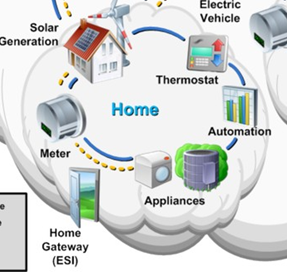 Electric
Vehicle
Solar
Generation
Thermostat
Home
Automation
Meter
Appliances
Home
Gateway
(ESI)